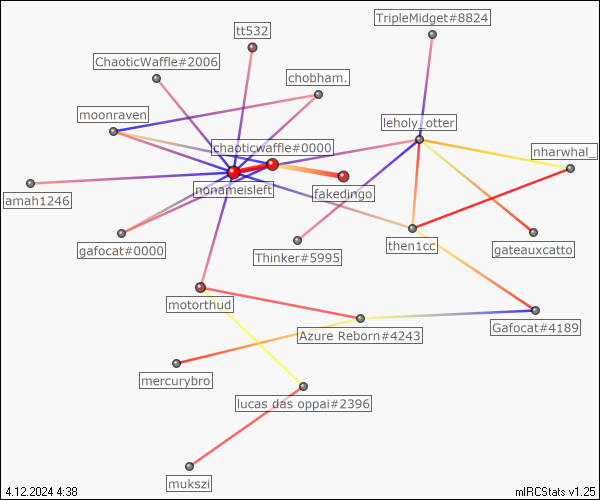 TripleMidget#8824
tt532
ChaoticWaffle#2006
chobham.
moonraven
leholy_otter
chaoticwaffle#0000
nharwhal_
nonameisleft
fakedingo
amah1246
gafocat#0000
Thinker#5995
then1cc
gateauxcatto
motorthud
Azure Reborn#4243
Gafocat#4189
mercurybro
lucas das oppai#2396
mukszi
4.12.2024 4:38
mIRCStats v1.25